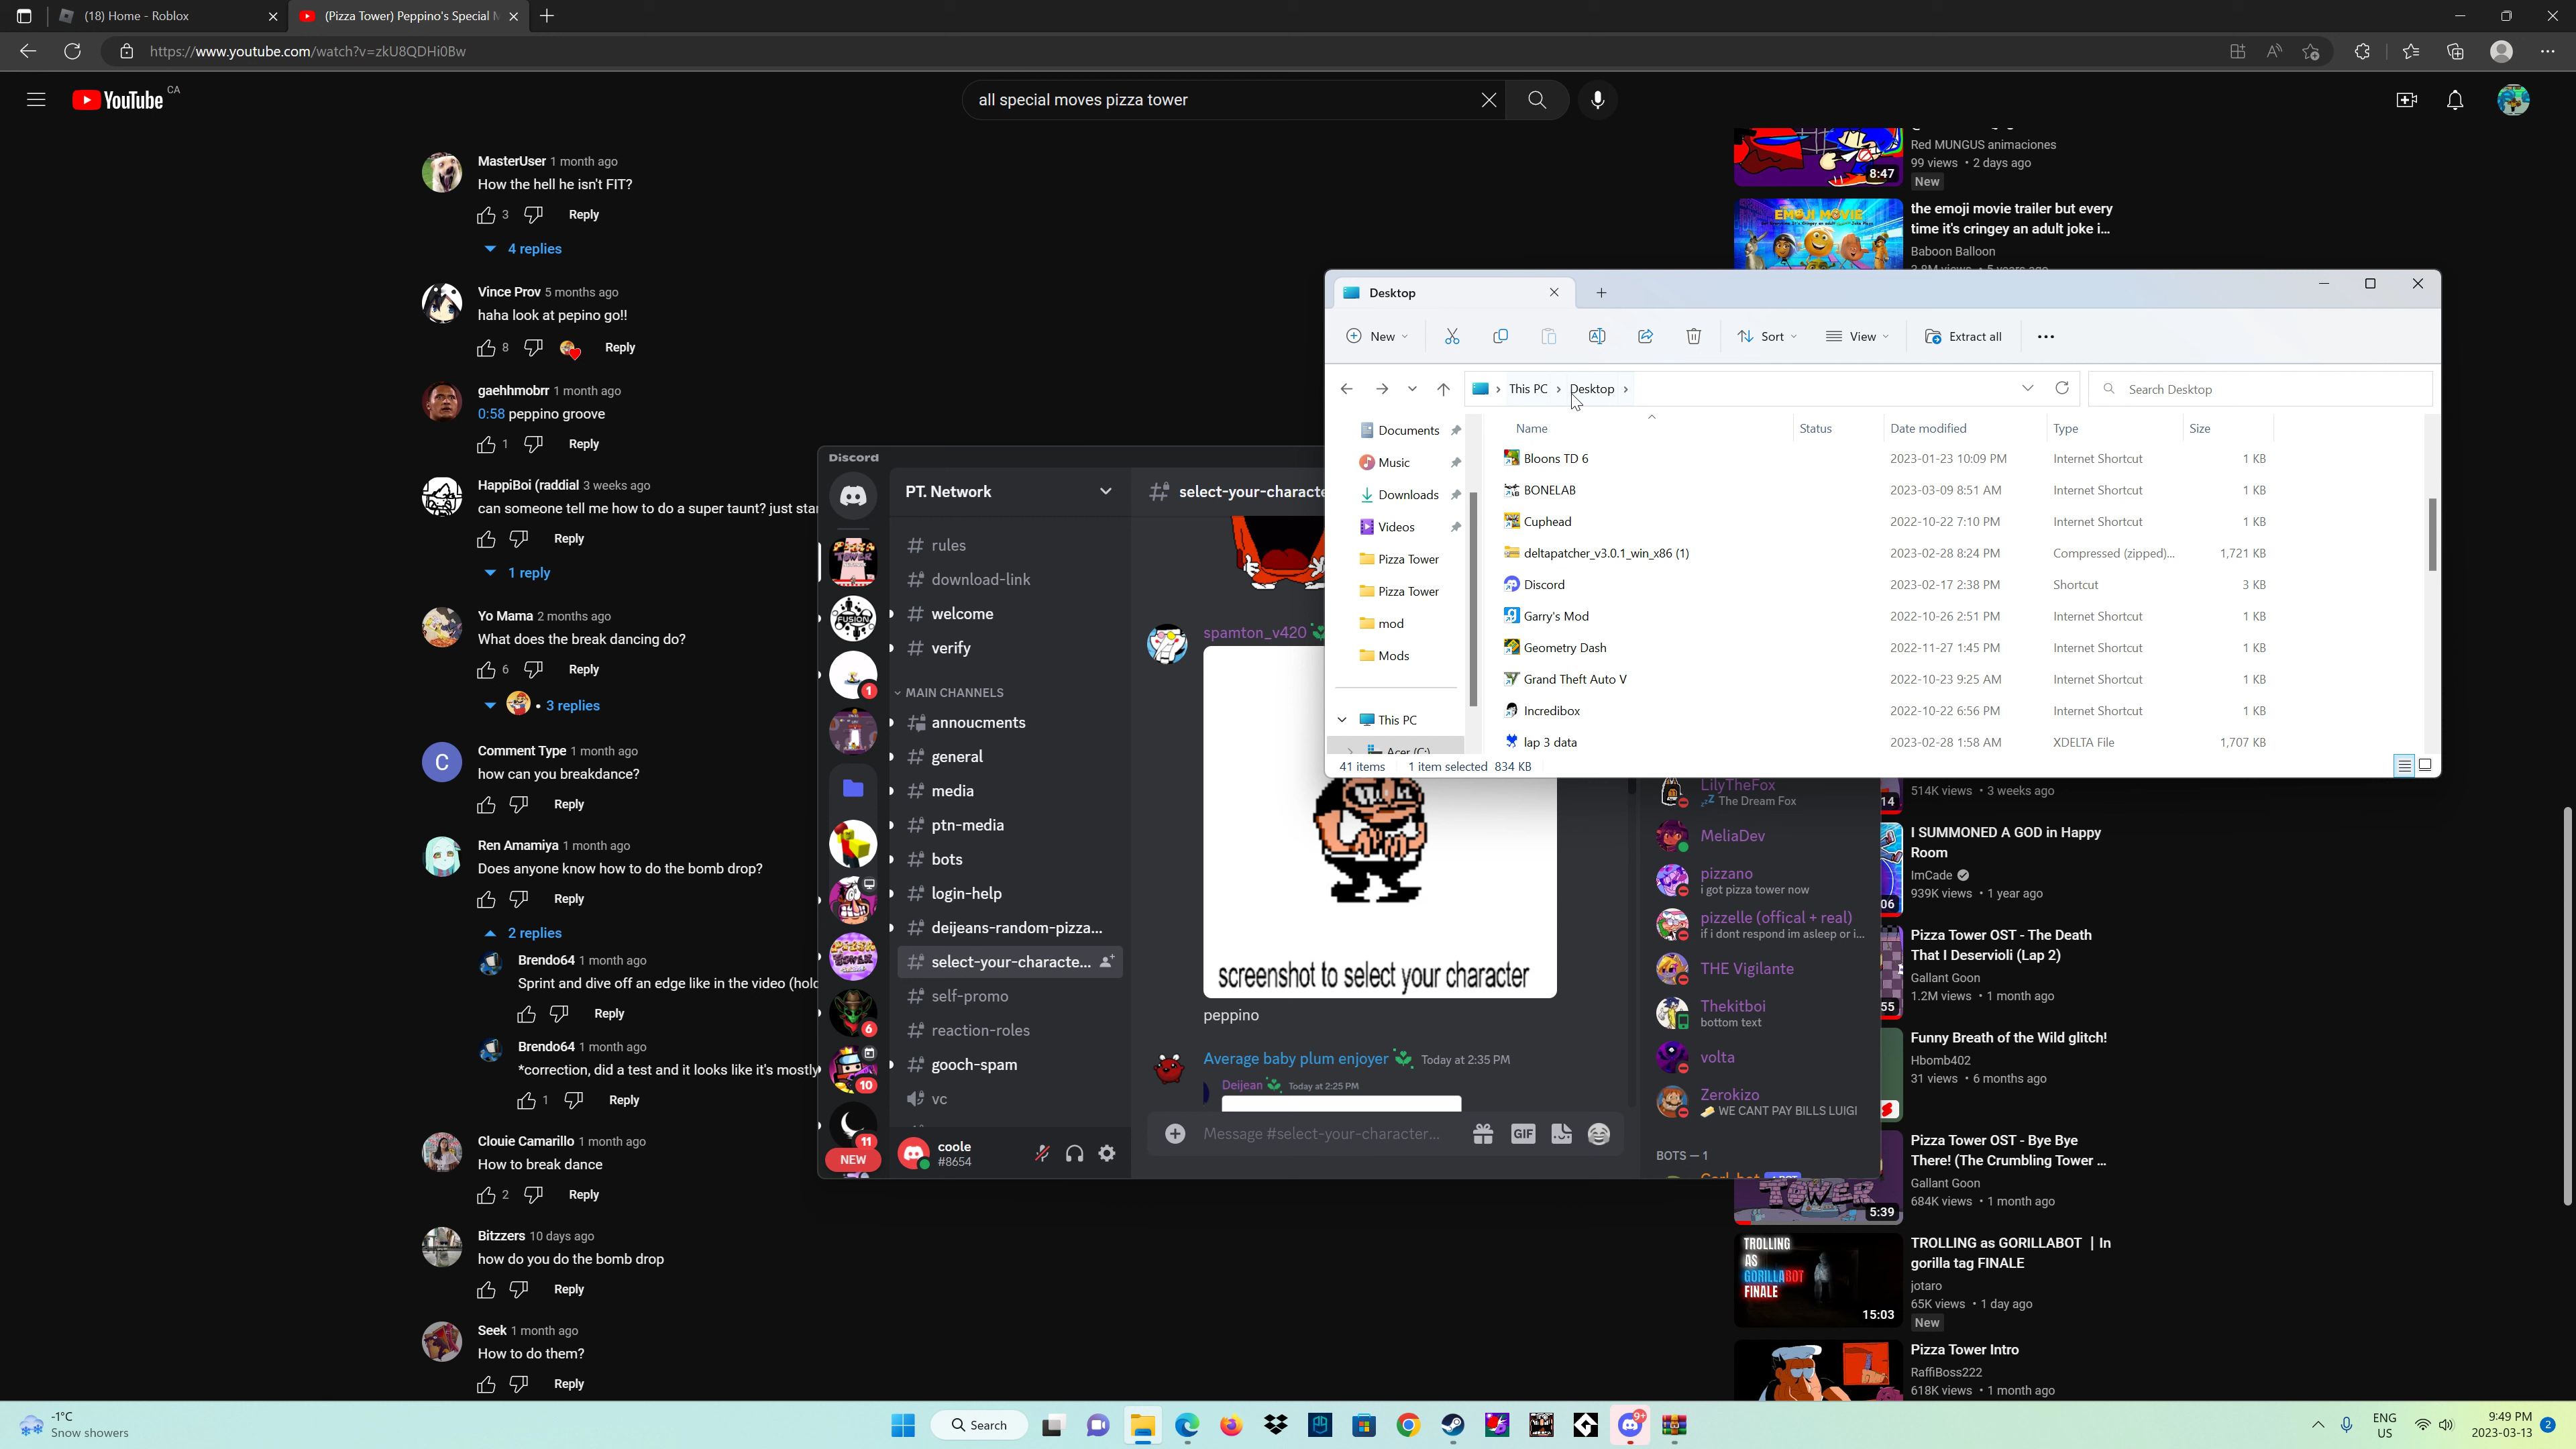 (18) Home - Roblox
(Pizza Tower) Peppino's Special
https://www.youtube.com/watch?v=zkU8QDHi0Bw
YouTube CA
all special moves pizza tower
MasterUser 1 month ago
How the hell he isn't FIT?
3 Reply
4 replies
Vince Prov 5 months ago
haha look at pepino go!!
8 Reply
gaehhmobrr 1 month ago
0:58 peppino groove
1 Reply
HappiBoi (raddial 3 weeks ago
can someone tell me how to do a super taunt? just
Reply
1 reply
Yo Mama 2 months ago
What does the break dancing do?
6 Reply
• 3 replies
C
Comment Type 1 month ago
how can you breakdance?
Reply
Ren Amamiya 1 month ago
Does anyone know how to do the bomb drop?
Reply
2 replies
Brendo64 1 month ago
Sprint and dive off an edge like in the video
Reply
Brendo64 1 month ago
*correction, did a test and it looks like it's mostly
1 Reply
Clouie Camarillo 1 month ago
How to break dance
2 Reply
Bitzzers 10 days ago
how do you do the bomb drop
Reply
Seek 1 month ago
How to do them?
Reply
Discord
PT. Network
rules
download-link
welcome
verify
MAIN CHANNELS
annoucments
general
media
ptn-media
bots
login-help
deijeans-random-pizza...
select-your-characte...
self-promo
reaction-roles
gooch-spam
vc
FUSION
1
6
10
11
NEW
coole
#8654
select-your-characte
spamton_v420
screenshot to select your character
peppino
Average baby plum enjoyer Today at 2:35 PM
Deijean Today at 2:25 PM
Message #select-your-character...
GIF
LilyTheFox
The Dream Fox
MeliaDev
pizzano
i got pizza tower now
pizzelle (offical + real)
if i dont respond im asleep or i...
THE Vigilante
Thekitboi
bottom text
volta
Zerokizo
WE CANT PAY BILLS LUIGI
BOTS — 1
Desktop
New
Sort
View
Extract all
This PC > Desktop >
Search Desktop
Documents
Music
Downloads
Videos
Pizza Tower
Pizza Tower
mod
Mods
This PC
Acer (C:)
Name Status Date modified Type Size
Bloons TD 6 2023-01-23 10:09 PM Internet Shortcut 1 KB
BONELAB 2023-03-09 8:51 AM Internet Shortcut 1 KB
Cuphead 2022-10-22 7:10 PM Internet Shortcut 1 KB
deltapatcher_v3.0.1_win_x86 (1) 2023-02-28 8:24 PM Compressed (zipped)... 1,721 KB
Discord 2023-02-17 2:38 PM Shortcut 3 KB
Garry's Mod 2022-10-26 2:51 PM Internet Shortcut 1 KB
Geometry Dash 2022-11-27 1:45 PM Internet Shortcut 1 KB
Grand Theft Auto V 2022-10-23 9:25 AM Internet Shortcut 1 KB
Incredibox 2022-10-22 6:56 PM Internet Shortcut 1 KB
lap 3 data 2023-02-28 1:58 AM XDELTA File 1,707 KB
41 items 1 item selected 834 KB
8:47
Red MUNGUS animaciones
99 views • 2 days ago
New
EMOJI MOVIE
the emoji movie trailer but every
time it's cringey an adult joke i...
Baboon Balloon
14
514K views • 3 weeks ago
I SUMMONED A GOD in Happy
Room
ImCade
939K views • 1 year ago
06
Pizza Tower OST - The Death
That I Deservioli (Lap 2)
Gallant Goon
1.2M views • 1 month ago
55
Funny Breath of the Wild glitch!
Hbomb402
31 views • 6 months ago
Pizza Tower OST - Bye Bye
There! (The Crumbling Tower ...
Gallant Goon
684K views • 1 month ago
TOWER
5:39
TROLLING
AS
GORILLABOT
FINALE
15:03
TROLLING as GORILLABOT | In
gorilla tag FINALE
jotaro
65K views • 1 day ago
New
Pizza Tower Intro
RaffiBoss222
618K views • 1 month ago
-1°C
Snow showers
Search
9+
ENG
US
9:49 PM
2023-03-13
2